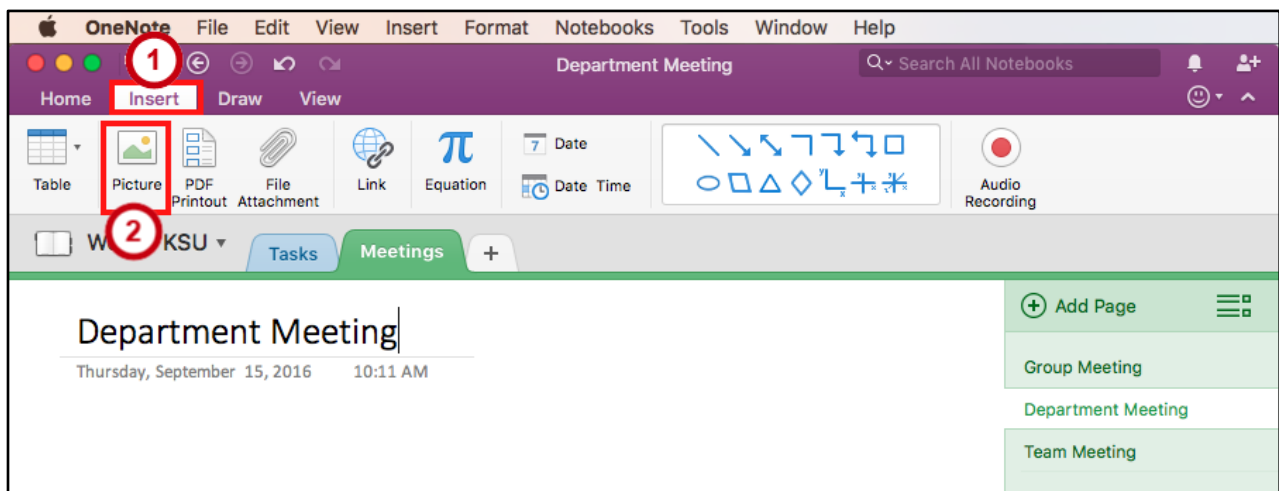 OneNote File Edit View Insert Format Notebooks Tools Window Help
1
Department Meeting
Search All Notebooks
Home Insert Draw View
Table
Picture
PDF Printout
File Attachment
Link
π
Equation
7 Date
Date Time
Audio Recording
2
KSU
Tasks
Meetings
+
Department Meeting
Thursday, September 15, 2016 10:11 AM
Add Page
Group Meeting
Department Meeting
Team Meeting